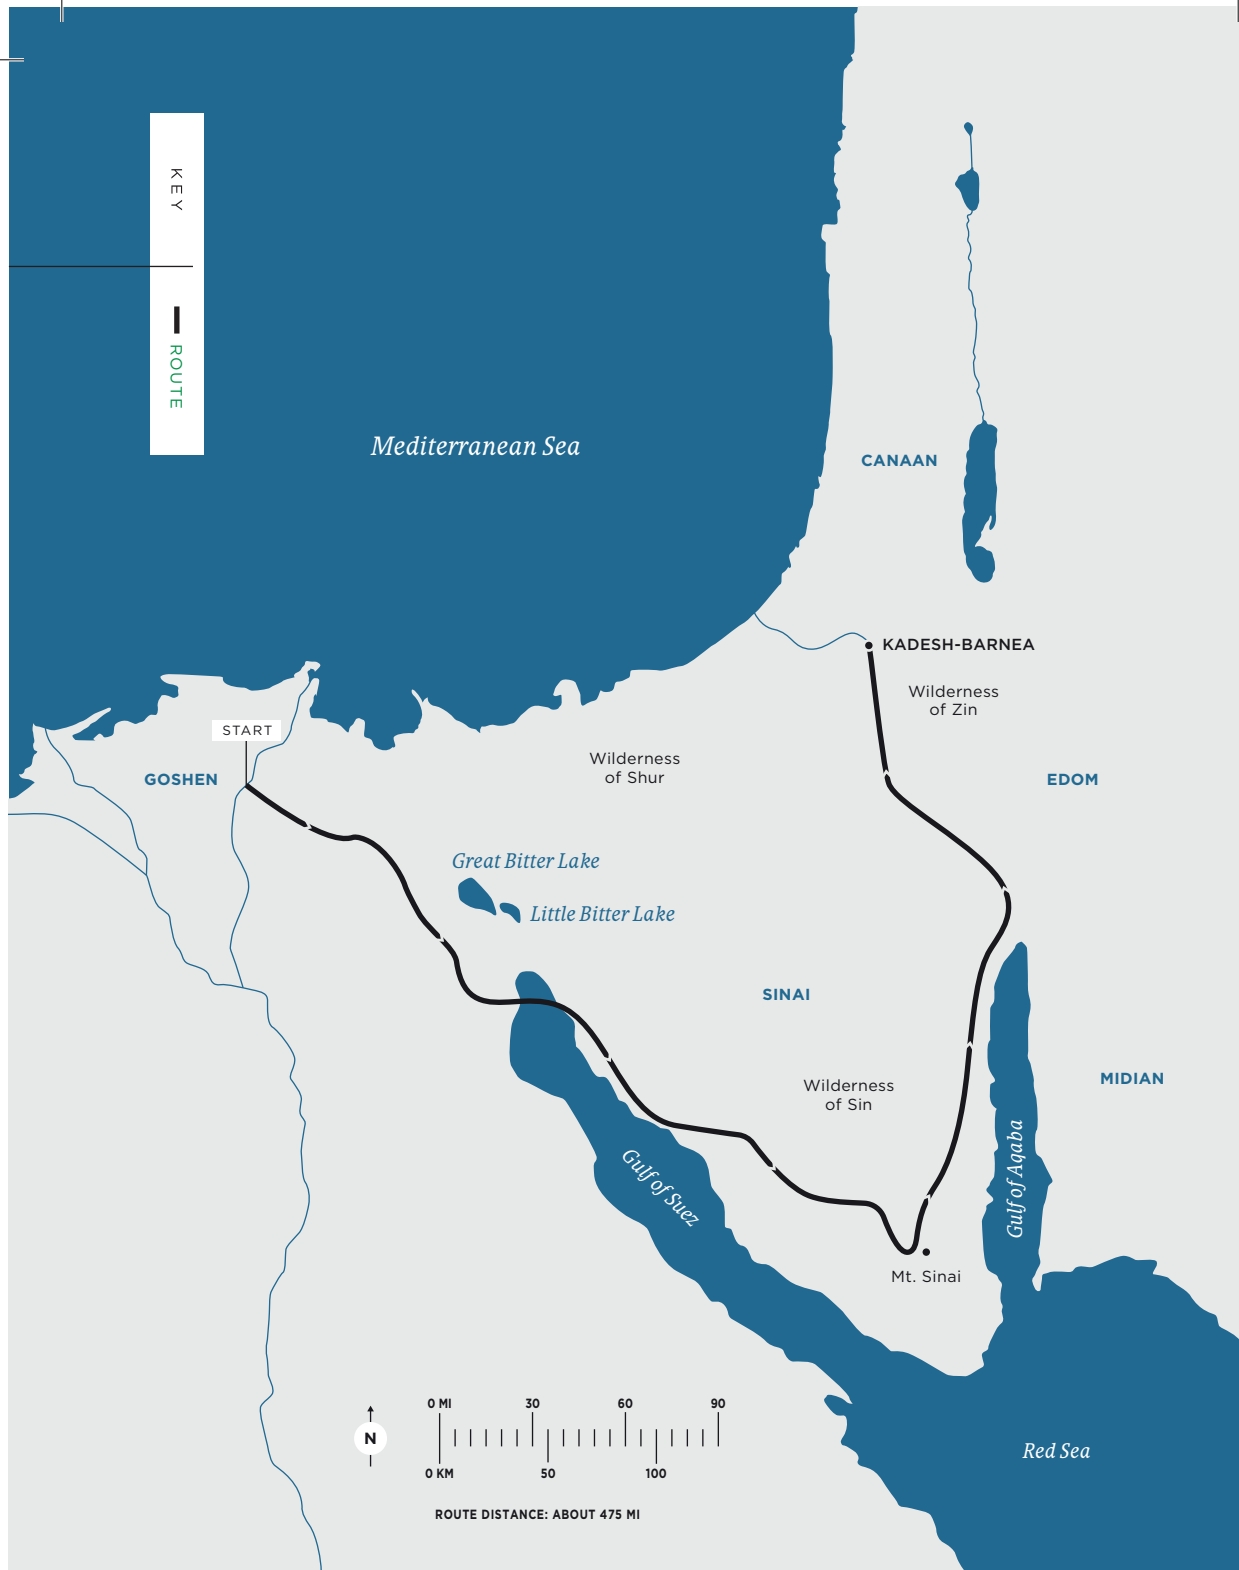 KEY
ROUTE
Mediterranean Sea
CANAAN
KADESH-BARNEA
Wilderness
of Zin
START
GOSHEN
Wilderness
of Shur
EDOM
Great Bitter Lake
Little Bitter Lake
SINAI
Wilderness
of Sin
MIDIAN
Gulf of Suez
Gulf of Aqaba
Mt. Sinai
Red Sea
N
0 MI 30 60 90
0 KM 50 100
ROUTE DISTANCE: ABOUT 475 MI